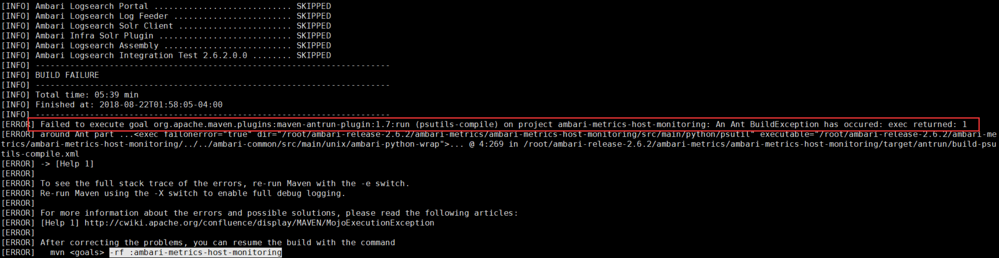 [INFO] Ambari Logsearch Portal ............................ SKIPPED
[INFO] Ambari Logsearch Log Feeder ........................ SKIPPED
[INFO] Ambari Logsearch Solr Client ....................... SKIPPED
[INFO] Ambari Infra Solr Plugin ........................... SKIPPED
[INFO] Ambari Logsearch Assembly .......................... SKIPPED
[INFO] Ambari Logsearch Integration Test 2.6.2.0.0 ........ SKIPPED
[INFO] ------------------------------------------------------------------------
[INFO] BUILD FAILURE
[INFO] ------------------------------------------------------------------------
[INFO] Total time: 05:39 min
[INFO] Finished at: 2018-08-22T01:58:05-04:00
[INFO] ------------------------------------------------------------------------
[ERROR] Failed to execute goal org.apache.maven.plugins:maven-antrun-plugin:1.7:run (psutils-compile) on project ambari-metrics-host-monitoring: An Ant BuildException has occured: exec returned: 1
[ERROR] around Ant part ...<exec failonerror="true" dir="/root/ambari-release-2.6.2/ambari-metrics/ambari-metrics-host-monitoring/src/main/python/psutil" executable="/root/ambari-release-2.6.2/ambari-me
trics/ambari-metrics-host-monitoring/../../ambari-common/src/main/unix/ambari-python-wrap">... @ 4:269 in /root/ambari-release-2.6.2/ambari-metrics/ambari-metrics-host-monitoring/target/antrun/build-psu
tils-compile.xml
[ERROR] -> [Help 1]
[ERROR]
[ERROR] To see the full stack trace of the errors, re-run Maven with the -e switch.
[ERROR] Re-run Maven using the -X switch to enable full debug logging.
[ERROR]
[ERROR] For more information about the errors and possible solutions, please read the following articles:
[ERROR] [Help 1] http://cwiki.apache.org/confluence/display/MAVEN/MojoExecutionException
[ERROR]
[ERROR] After correcting the problems, you can resume the build with the command
[ERROR]   mvn <goals> -rf :ambari-metrics-host-monitoring